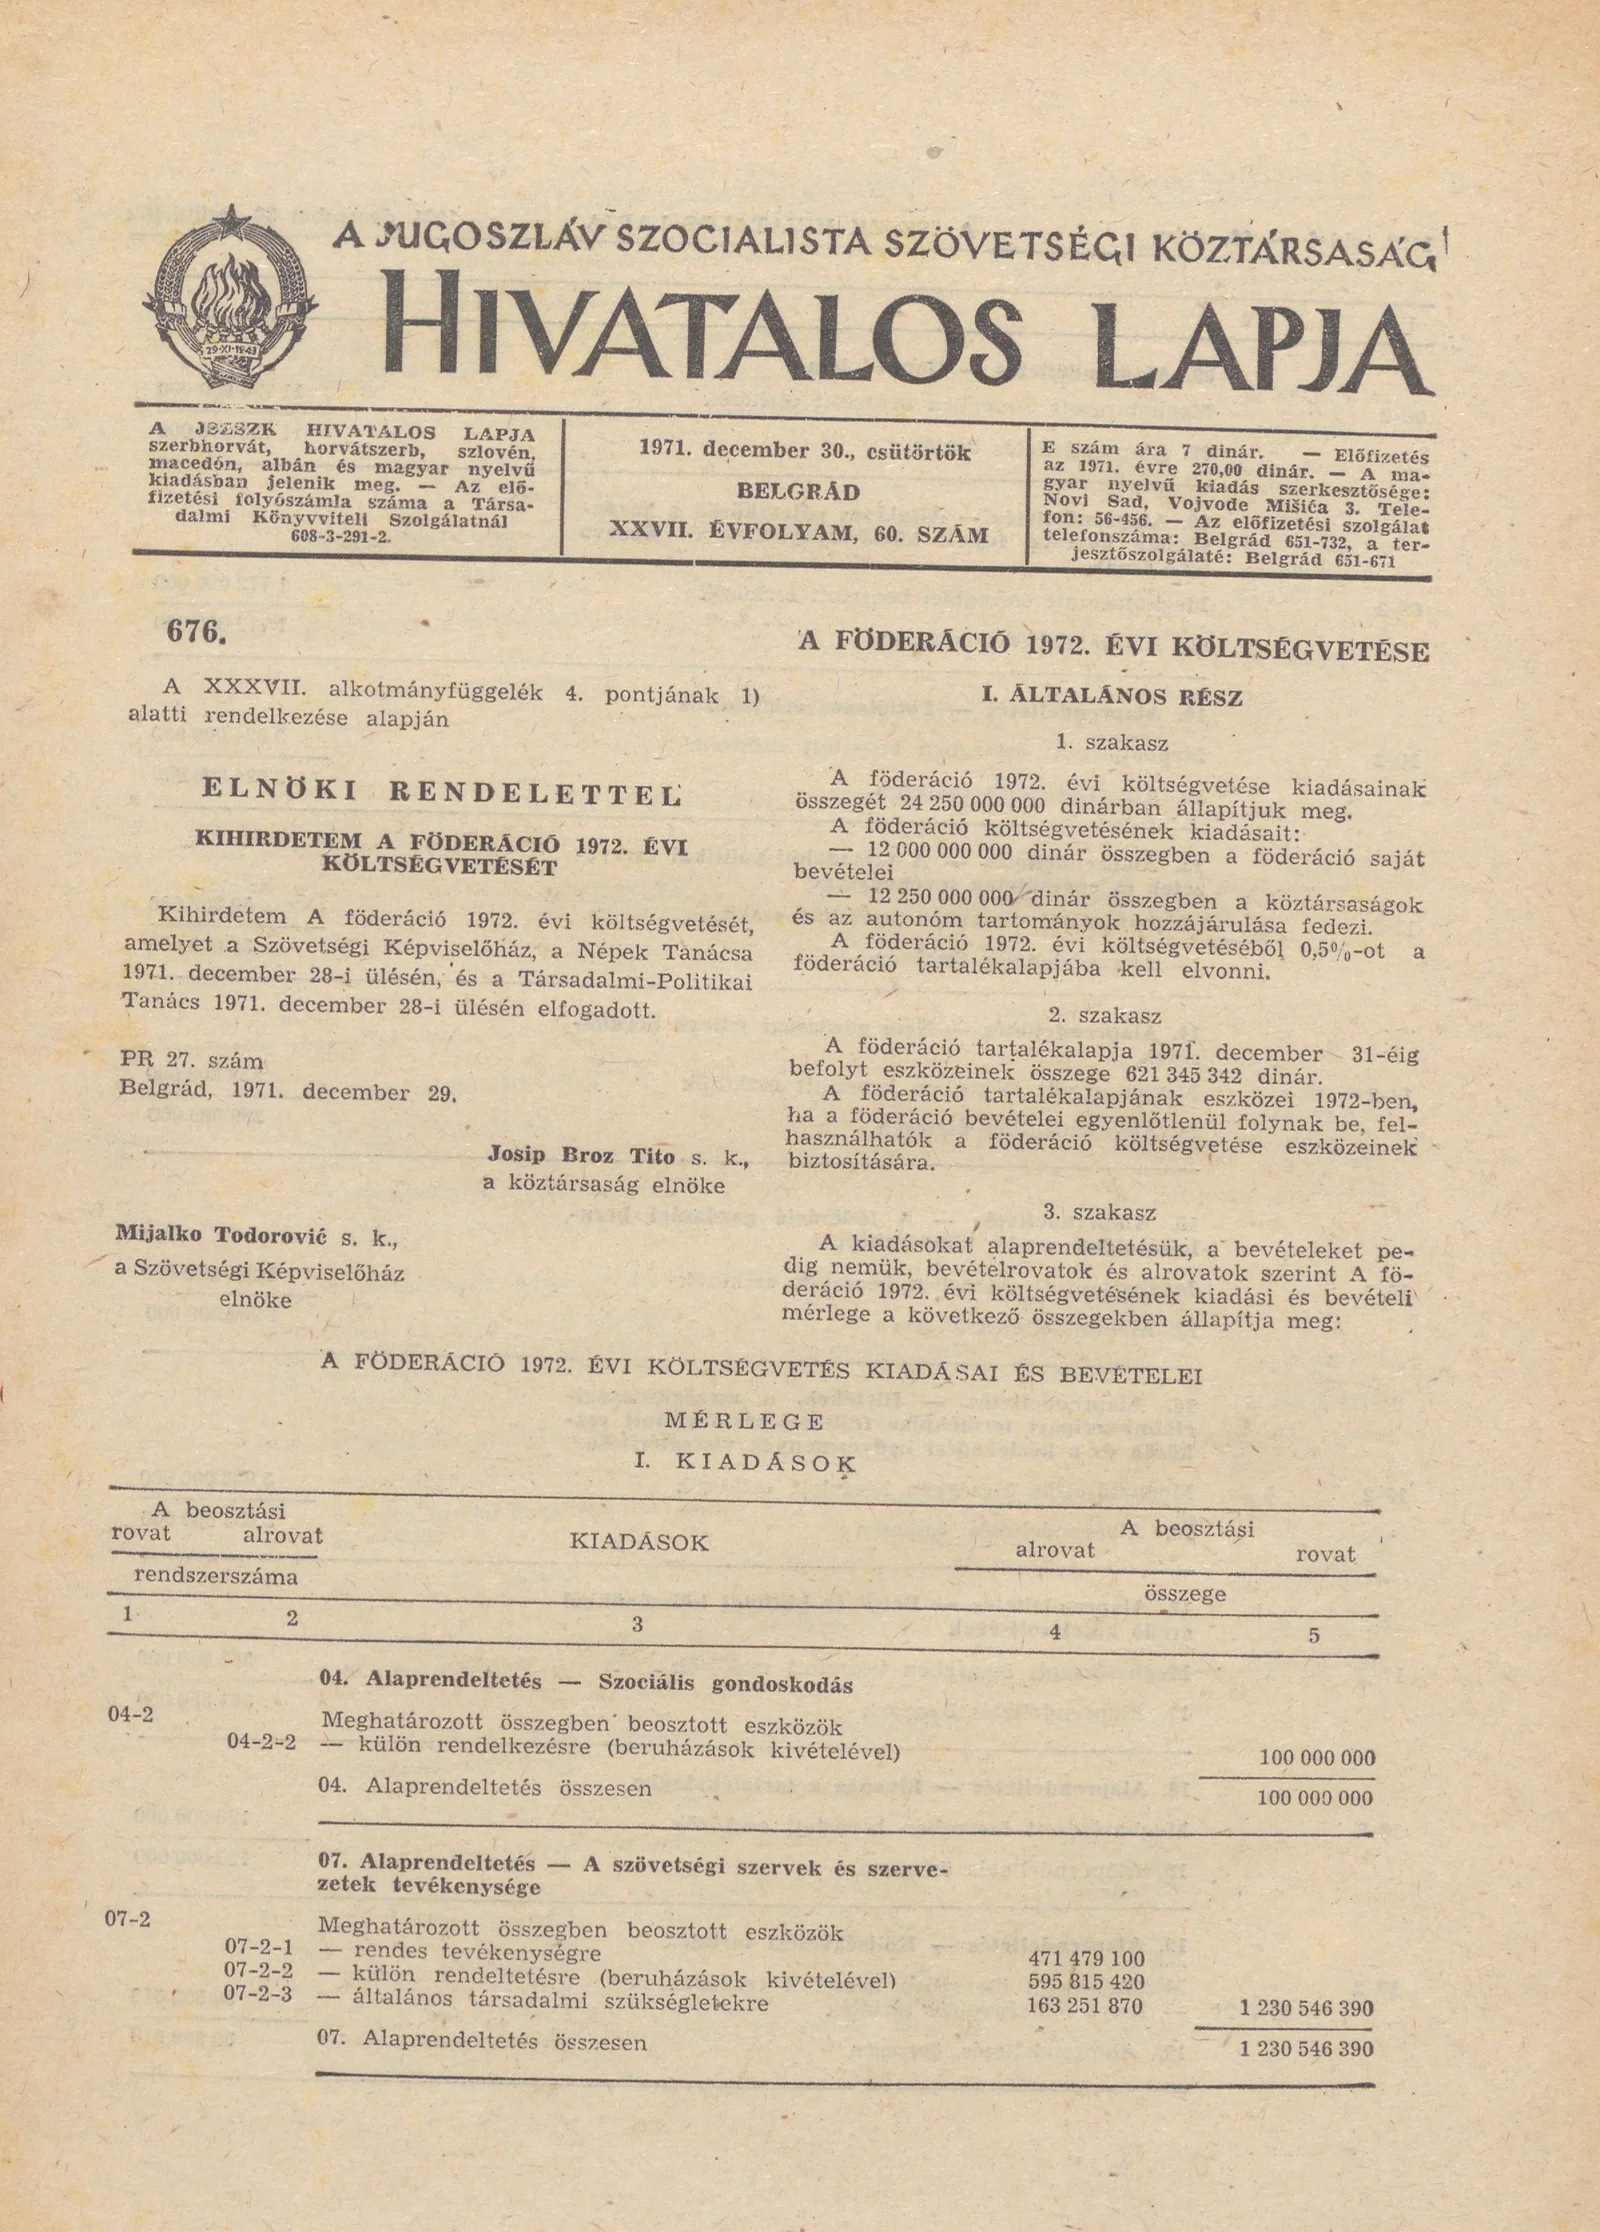 A JUGOSZLÁV SZOCIALISTA SZÖVETSÉGI KÖZTÁRSASÁG
HIVATALOS LAPJA
29·XI·1943
A JSZSZK HIVATALOS LAPJA
szerbhorvát, horvátszerb, szlovén,
macedón, albán és magyar nyelvű
kiadásban jelenik meg. — Az elő-
fizetési folyószámla száma a Társa-
dalmi Könyvviteli Szolgálatnál
608-3-291-2.
1971. december 30., csütörtök
BELGRÁD
XXVII. ÉVFOLYAM, 60. SZÁM
E szám ára 7 dinár. — Előfizetés
az 1971. évre 270,00 dinár. — A ma-
gyar nyelvű kiadás szerkesztősége:
Novi Sad, Vojvode Mišića 3. Tele-
fon: 56-456. — Az előfizetési szolgálat
telefonszáma: Belgrád 651-732, a ter-
jesztőszolgálaté: Belgrád 651-671
676.
A XXXVII. alkotmányfüggelék 4. pontjának 1)
alatti rendelkezése alapján
ELNÖKI RENDELETTEL
KIHIRDETEM A FÖDERÁCIÓ 1972. ÉVI
KÖLTSÉGVETÉSÉT
Kihirdetem A föderáció 1972. évi költségvetését,
amelyet a Szövetségi Képviselőház, a Népek Tanácsa
1971. december 28-i ülésén, és a Társadalmi-Politikai
Tanács 1971. december 28-i ülésén elfogadott.
PR 27. szám
Belgrád, 1971. december 29.
Josip Broz Tito s. k.,
a köztársaság elnöke
Mijalko Todorović s. k.,
a Szövetségi Képviselőház
elnöke
A FÖDERÁCIÓ 1972. ÉVI KÖLTSÉGVETÉSE
I. ÁLTALÁNOS RÉSZ
1. szakasz
A föderáció 1972. évi költségvetése kiadásainak
összegét 24 250 000 000 dinárban állapítjuk meg.
A föderáció költségvetésének kiadásait:
— 12 000 000 000 dinár összegben a föderáció saját
bevételei
— 12 250 000 000 dinár összegben a köztársaságok
és az autonóm tartományok hozzájárulása fedezi.
A föderáció 1972. évi költségvetéséből 0,5%-ot a
föderáció tartalékalapjába kell elvonni.
2. szakasz
A föderáció tartalékalapja 1971. december 31-éig
befolyt eszközeinek összege 621 345 342 dinár.
A föderáció tartalékalapjának eszközei 1972-ben,
ha a föderáció bevételei egyenlőtlenül folynak be, fel-
használhatók a föderáció költségvetése eszközeinek
biztosítására.
3. szakasz
A kiadásokat alaprendeltetésük, a bevételeket pe-
dig nemük, bevételrovatok és alrovatok szerint A fö-
deráció 1972. évi költségvetésének kiadási és bevételi
mérlege a következő összegekben állapítja meg:
A FÖDERÁCIÓ 1972. ÉVI KÖLTSÉGVETÉS KIADÁSAI ÉS BEVÉTELEI
MÉRLEGE
I. KIADÁSOK
A beosztási
rovat alrovat
rendszerszáma
KIADÁSOK
A beosztási
alrovat rovat
összege
1 2 3 4 5
04. Alaprendeltetés — Szociális gondoskodás
04-2 Meghatározott összegben beosztott eszközök
04-2-2 — külön rendelkezésre (beruházások kivételével) 100 000 000
04. Alaprendeltetés összesen 100 000 000
07. Alaprendeltetés — A szövetségi szervek és szerve-
zetek tevékenysége
07-2 Meghatározott összegben beosztott eszközök
07-2-1 — rendes tevékenységre 471 479 100
07-2-2 — külön rendeltetésre (beruházások kivételével) 595 815 420
07-2-3 — általános társadalmi szükségletekre 163 251 870 1 230 546 390
07. Alaprendeltetés összesen 1 230 546 390